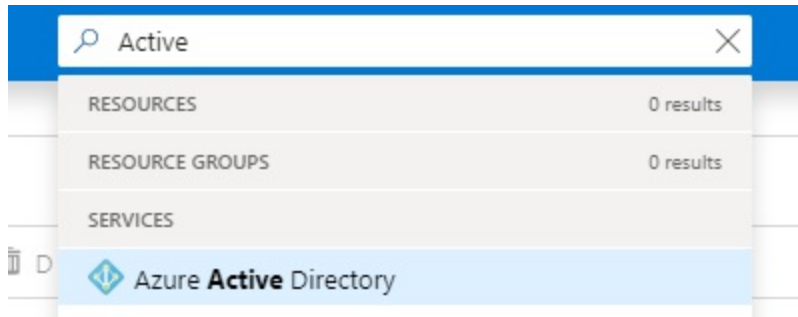 Active
RESOURCES 0 results
RESOURCE GROUPS 0 results
SERVICES
D
Azure Active Directory